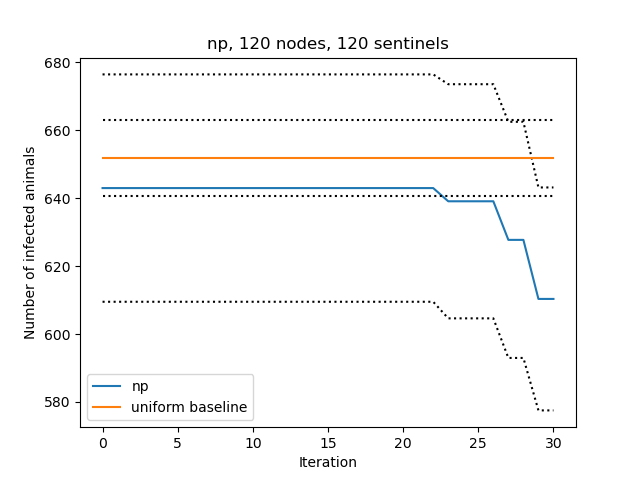 np, 120 nodes, 120 sentinels
Number of infected animals
680
660
640
620
600
580
np
uniform baseline
0 5 10 15 20 25 30
Iteration